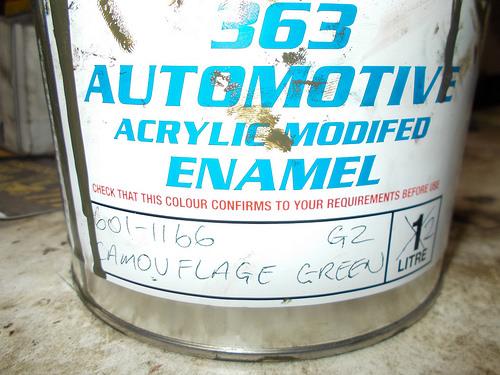 363
AUTOMOTIVE
ACRYLIC MODIFED
ENAMEL
CHECK THAT THIS COLOUR CONFIRMS TO YOUR REQUIREMENTS BEFORE USE
601-1166 G2
CAMOUFLAGE GREEN
1
LITRE